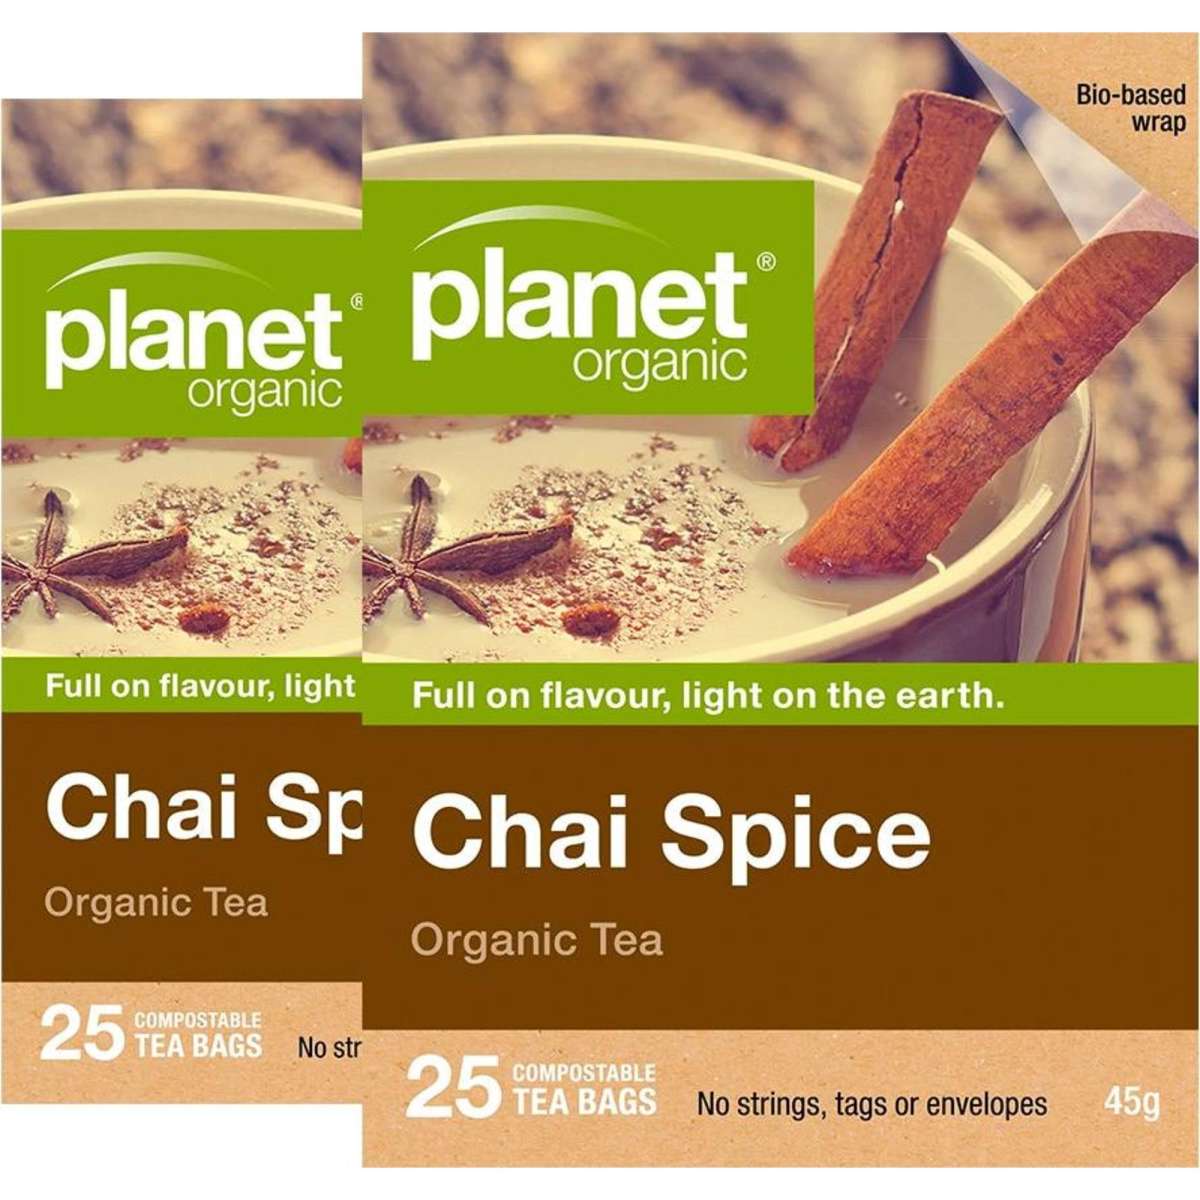 planet®
organic
Full on flavour, light
Chai Sp
Organic Tea
25 COMPOSTABLE
TEA BAGS
No str
Bio-based
wrap
planet®
organic
Full on flavour, light on the earth.
Chai Spice
Organic Tea
25 COMPOSTABLE
TEA BAGS
No strings, tags or envelopes
45g